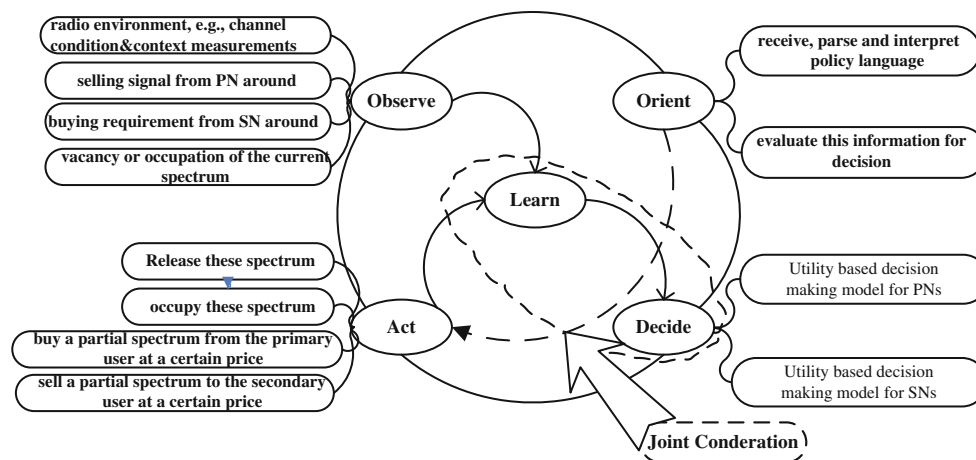 radio environment, e.g., channel
condition&context measurements
selling signal from PN around
buying requirement from SN around
vacancy or occupation of the current
spectrum
Observe
Orient
receive, parse and interpret
policy language
evaluate this information for
decision
Learn
Release these spectrum
occupy these spectrum
buy a partial spectrum from the primary
user at a certain price
sell a partial spectrum to the secondary
user at a certain price
Act
Decide
Utility based decision
making model for PNs
Utility based decision
making model for SNs
Joint Conderation